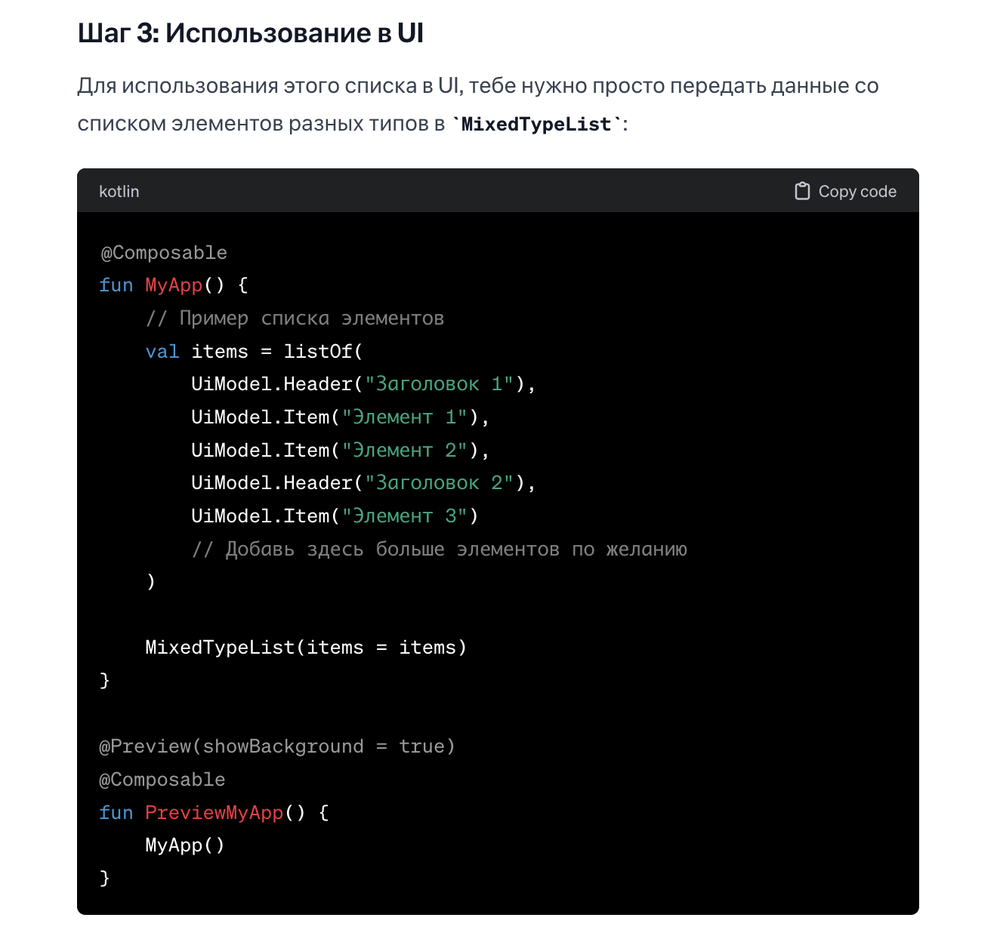 Шаг 3: Использование в UI
Для использования этого списка в UI, тебе нужно просто передать данные со
списком элементов разных типов в `MixedTypeList`:
kotlin
Copy code
@Composable
fun MyApp() {
    // Пример списка элементов
    val items = listOf(
        UiModel.Header("Заголовок 1"),
        UiModel.Item("Элемент 1"),
        UiModel.Item("Элемент 2"),
        UiModel.Header("Заголовок 2"),
        UiModel.Item("Элемент 3")
        // Добавь здесь больше элементов по желанию
    )
    MixedTypeList(items = items)
}
@Preview(showBackground = true)
@Composable
fun PreviewMyApp() {
    MyApp()
}